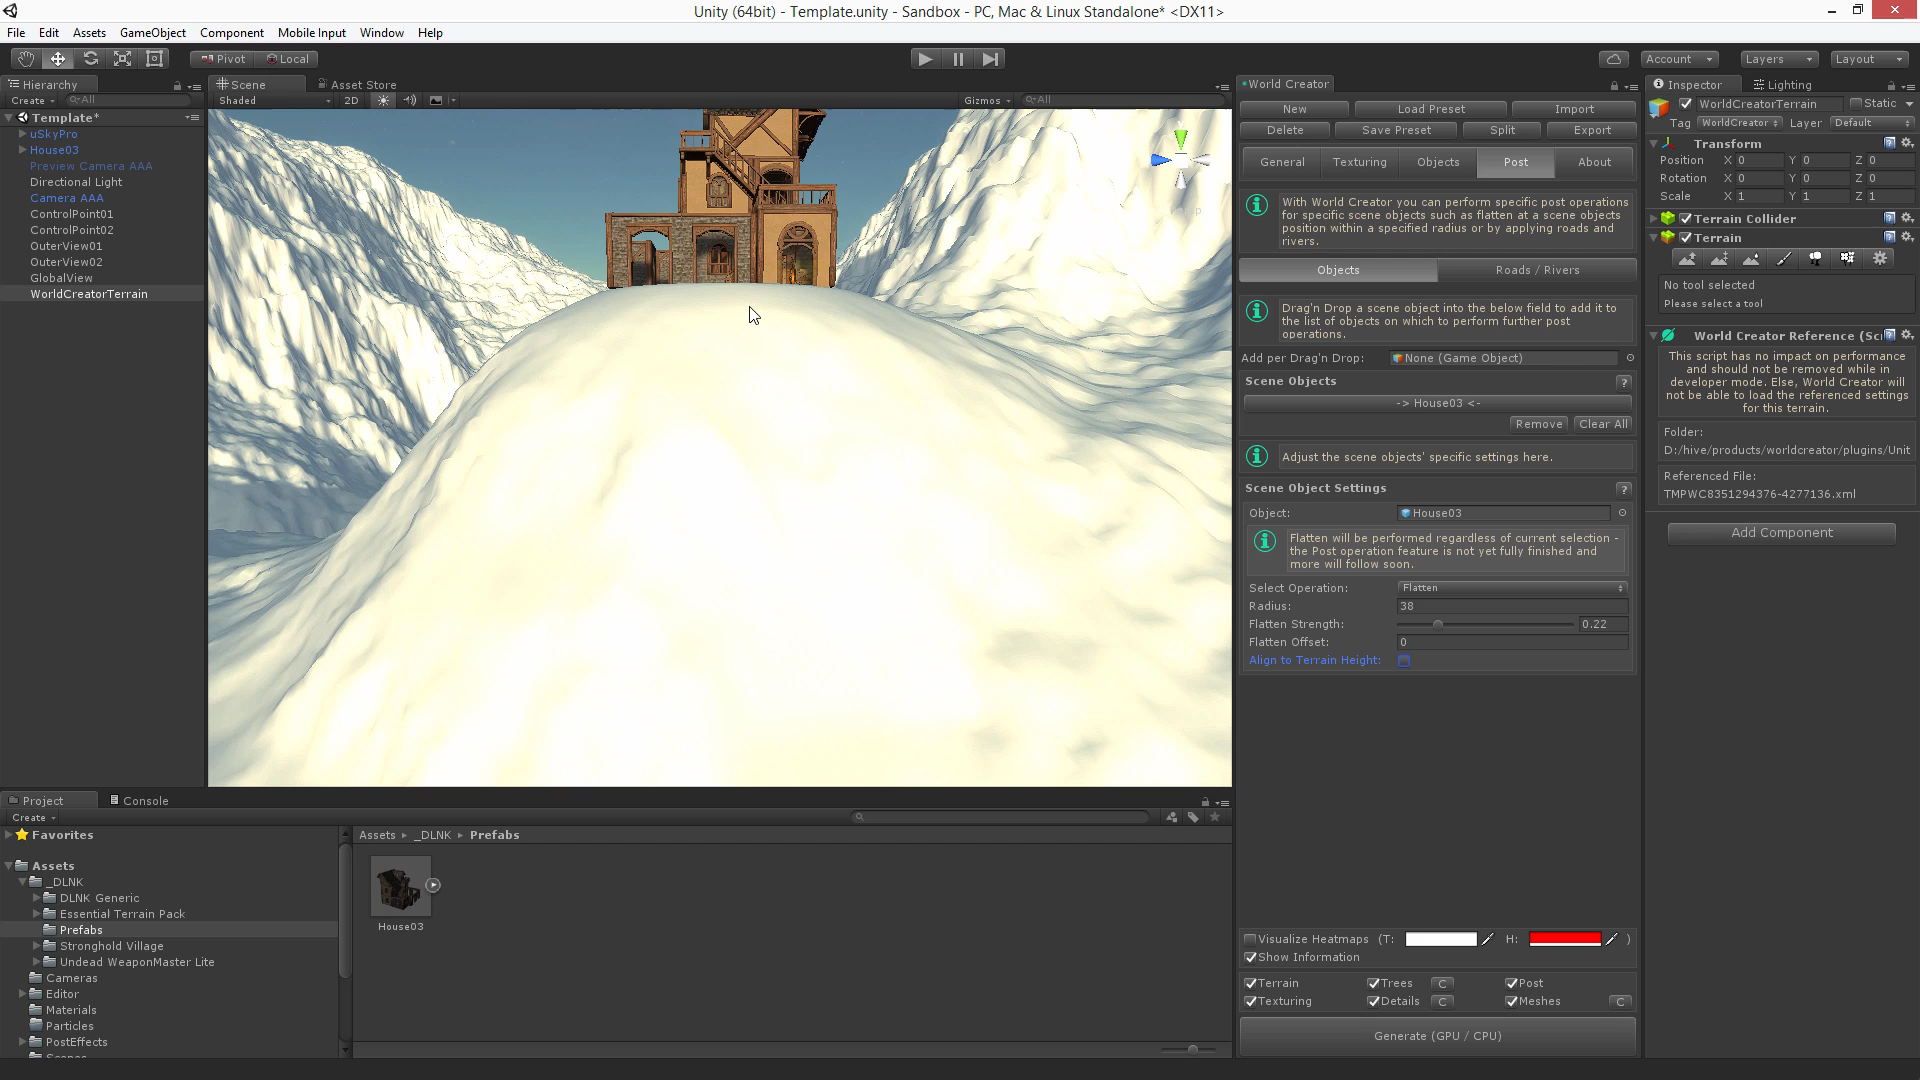 Unity (64bit) - Template.unity - Sandbox - PC, Mac & Linux Standalone* <DX11>
File Edit Assets GameObject Component Mobile Input Window Help
Pivot Local
Account Layers Layout
Hierarchy
Create All
Template*
uSkyPro
House03
Preview Camera AAA
Directional Light
Camera AAA
ControlPoint01
ControlPoint02
OuterView01
OuterView02
GlobalView
WorldCreatorTerrain
Scene Asset Store
Shaded 2D Gizmos All
World Creator
New Load Preset Import
Delete Save Preset Split Export
General Texturing Objects Post About
With World Creator you can perform specific post operations
for specific scene objects such as flatten at a scene objects
position within a specified radius or by applying roads and
rivers.
Objects Roads / Rivers
Drag'n Drop a scene object into the below field to add it to
the list of objects on which to perform further post
operations.
Add per Drag'n Drop: None (Game Object)
Scene Objects ?
-> House03 <-
Remove Clear All
Adjust the scene objects' specific settings here.
Scene Object Settings ?
Object: House03
Flatten will be performed regardless of current selection -
the Post operation feature is not yet fully finished and
more will follow soon.
Select Operation: Flatten
Radius: 38
Flatten Strength: 0.22
Flatten Offset: 0
Align to Terrain Height:
Visualize Heatmaps (T: H: )
Show Information
Terrain Trees C Post
Texturing Details C Meshes C
Generate (GPU / CPU)
Inspector Lighting
WorldCreatorTerrain Static
Tag WorldCreator Layer Default
Transform
Position X 0 Y 0 Z 0
Rotation X 0 Y 0 Z 0
Scale X 1 Y 1 Z 1
Terrain Collider
Terrain
No tool selected
Please select a tool
World Creator Reference (Sc
This script has no impact on performance
and should not be removed while in
developer mode. Else, World Creator will
not be able to load the referenced settings
for this terrain.
Folder:
D:/hive/products/worldcreator/plugins/Unit
Referenced File:
TMPWC8351294376-4277136.xml
Add Component
Project Console
Create
Favorites
Assets
_DLNK
DLNK Generic
Essential Terrain Pack
Prefabs
Stronghold Village
Undead WeaponMaster Lite
Cameras
Editor
Materials
Particles
PostEffects
Scenes
Assets _DLNK Prefabs
House03